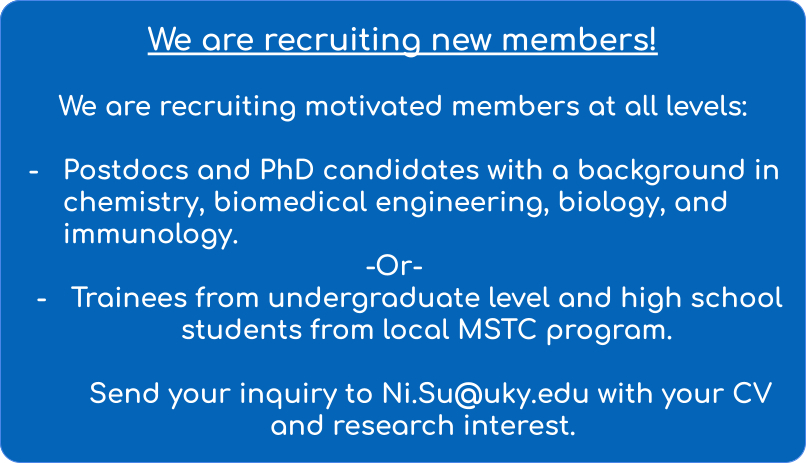 We are recruiting new members!
We are recruiting motivated members at all levels:
- Postdocs and PhD candidates with a background in
chemistry, biomedical engineering, biology, and
immunology.
-Or-
- Trainees from undergraduate level and high school
students from local MSTC program.
Send your inquiry to Ni.Su@uky.edu with your CV
and research interest.